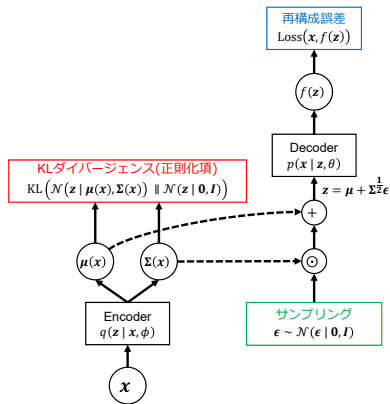 再構成誤差
Loss(𝒙, f(𝒛))
f(𝒛)
Decoder
p(𝒙 | 𝒛, θ)
𝒛 = 𝝁 + 𝚺^{1/2}𝝐
KLダイバージェンス(正則化項)
KL (𝒩(𝒛 | 𝝁(𝒙), 𝚺(𝒙)) ∥ 𝒩(𝒛 | 𝟎, 𝑰))
+
𝝁(𝒙)
𝚺(𝒙)
⊙
Encoder
q(𝒛 | 𝒙, ϕ)
サンプリング
𝝐 ~ 𝒩(𝝐 | 𝟎, 𝑰)
𝒙